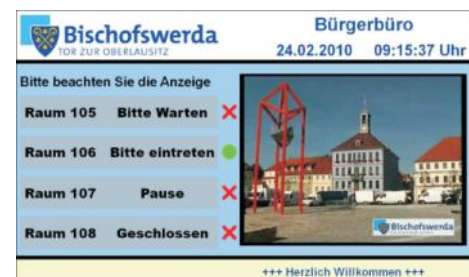 Bischofswerda
TOR ZUR OBERLAUSITZ
Bürgerbüro
24.02.2010 09:15:37 Uhr
Bitte beachten Sie die Anzeige
Raum 105 Bitte Warten
Raum 106 Bitte eintreten
Raum 107 Pause
Raum 108 Geschlossen
Bischofswerda
+++ Herzlich Willkommen +++